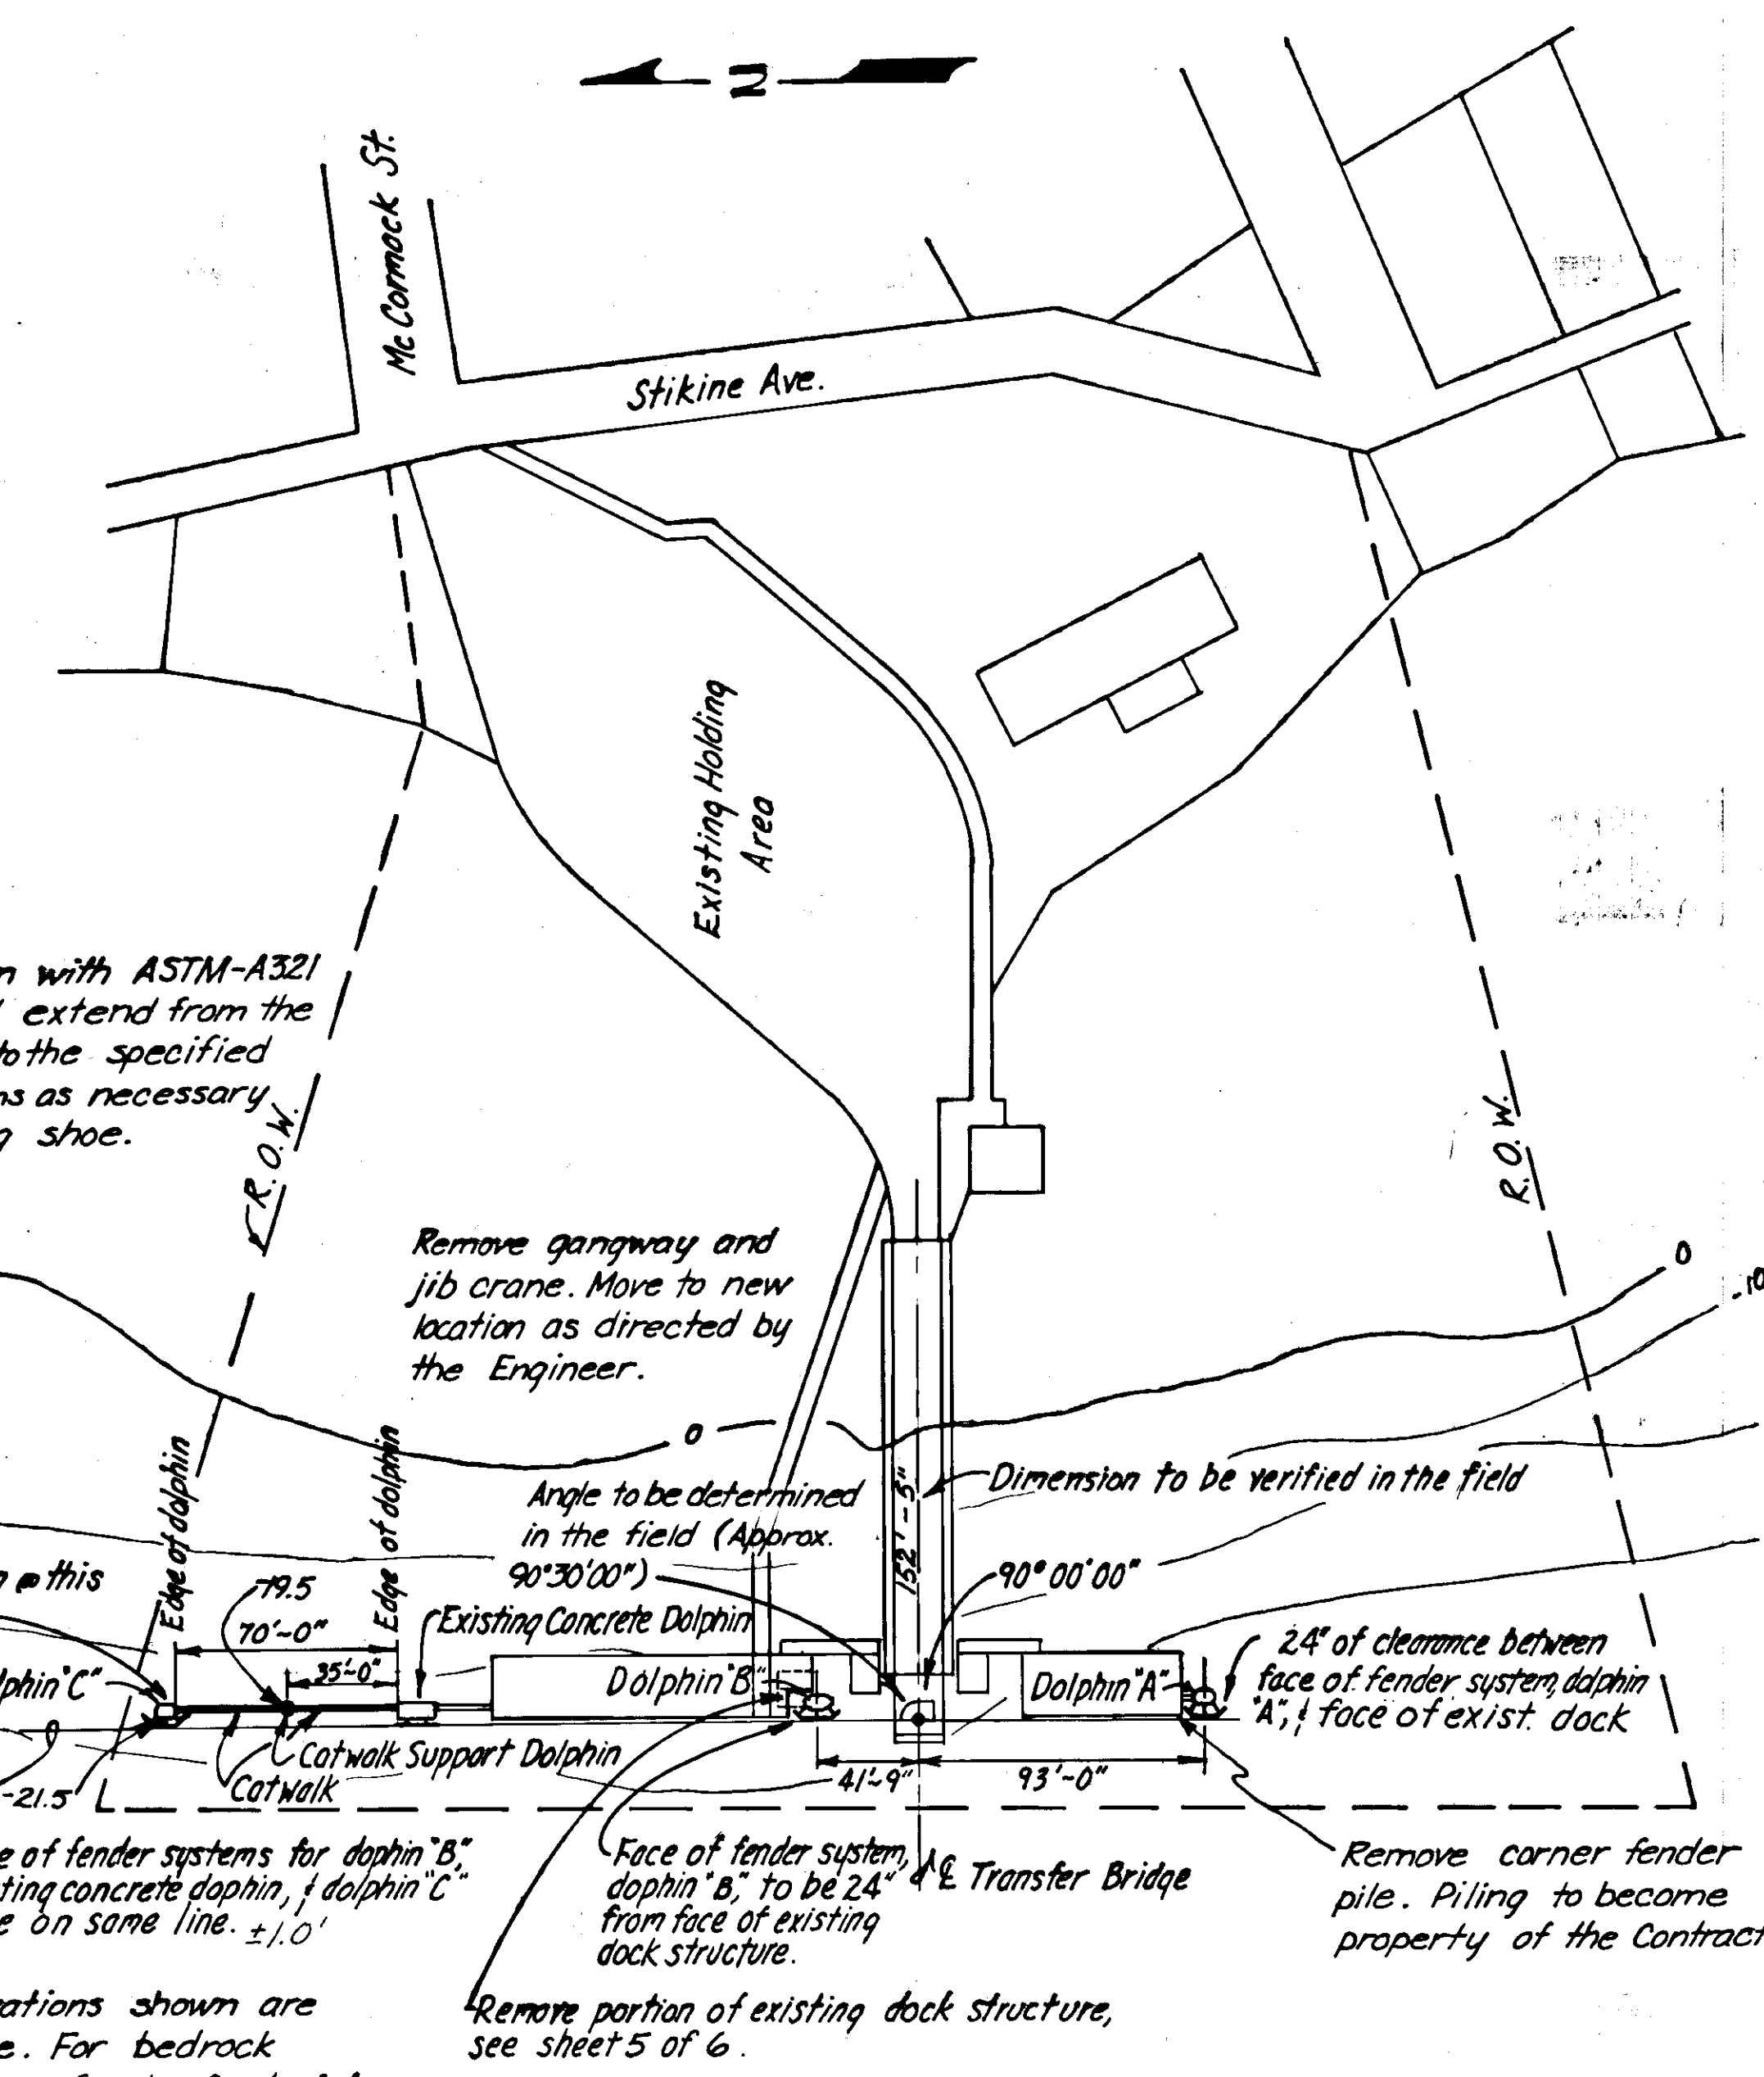 N
McCormack St.
Stikine Ave.
Existing Holding
Area
with ASTM-A321
extend from the
to the specified
as necessary
shoe.
R.O.W.
R.O.W.
Remove gangway and
jib crane. Move to new
location as directed by
the Engineer.
0
-10
0
Edge of dolphin
Edge of dolphin
Angle to be determined
in the field (Approx.
90°30'00")
152'-5"
Dimension to be verified in the field
90°00'00"
this
-19.5
70'-0"
35'-0"
Existing Concrete Dolphin
"C"
Dolphin "B"
Dolphin "A"
24" of clearance between
face of fender system, dolphin
"A", & face of exist. dock
Catwalk Support Dolphin
Catwalk
-21.5
41'-9"
93'-0"
of fender systems for dophin "B",
concrete dophin, & dolphin "C"
on same line. ±1.0'
Face of fender system,
dophin "B", to be 24"
from face of existing
dock structure.
℄ Transfer Bridge
Remove corner fender
pile. Piling to become
property of the
shown are
For bedrock
Remove portion of existing dock structure,
see sheet 5 of 6.